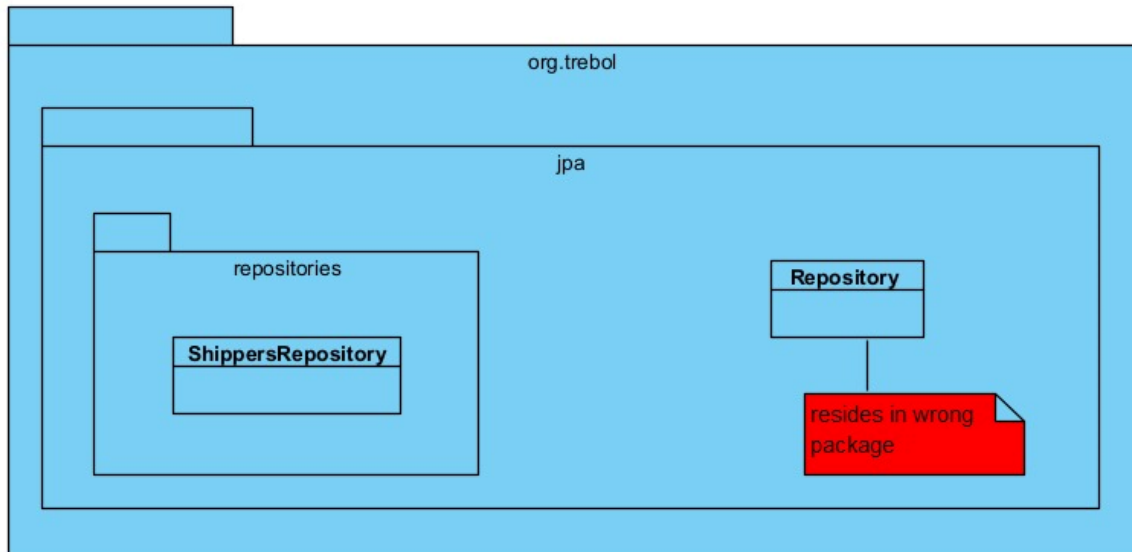 org.trebol
jpa
repositories
Repository
ShippersRepository
resides in wrong
package